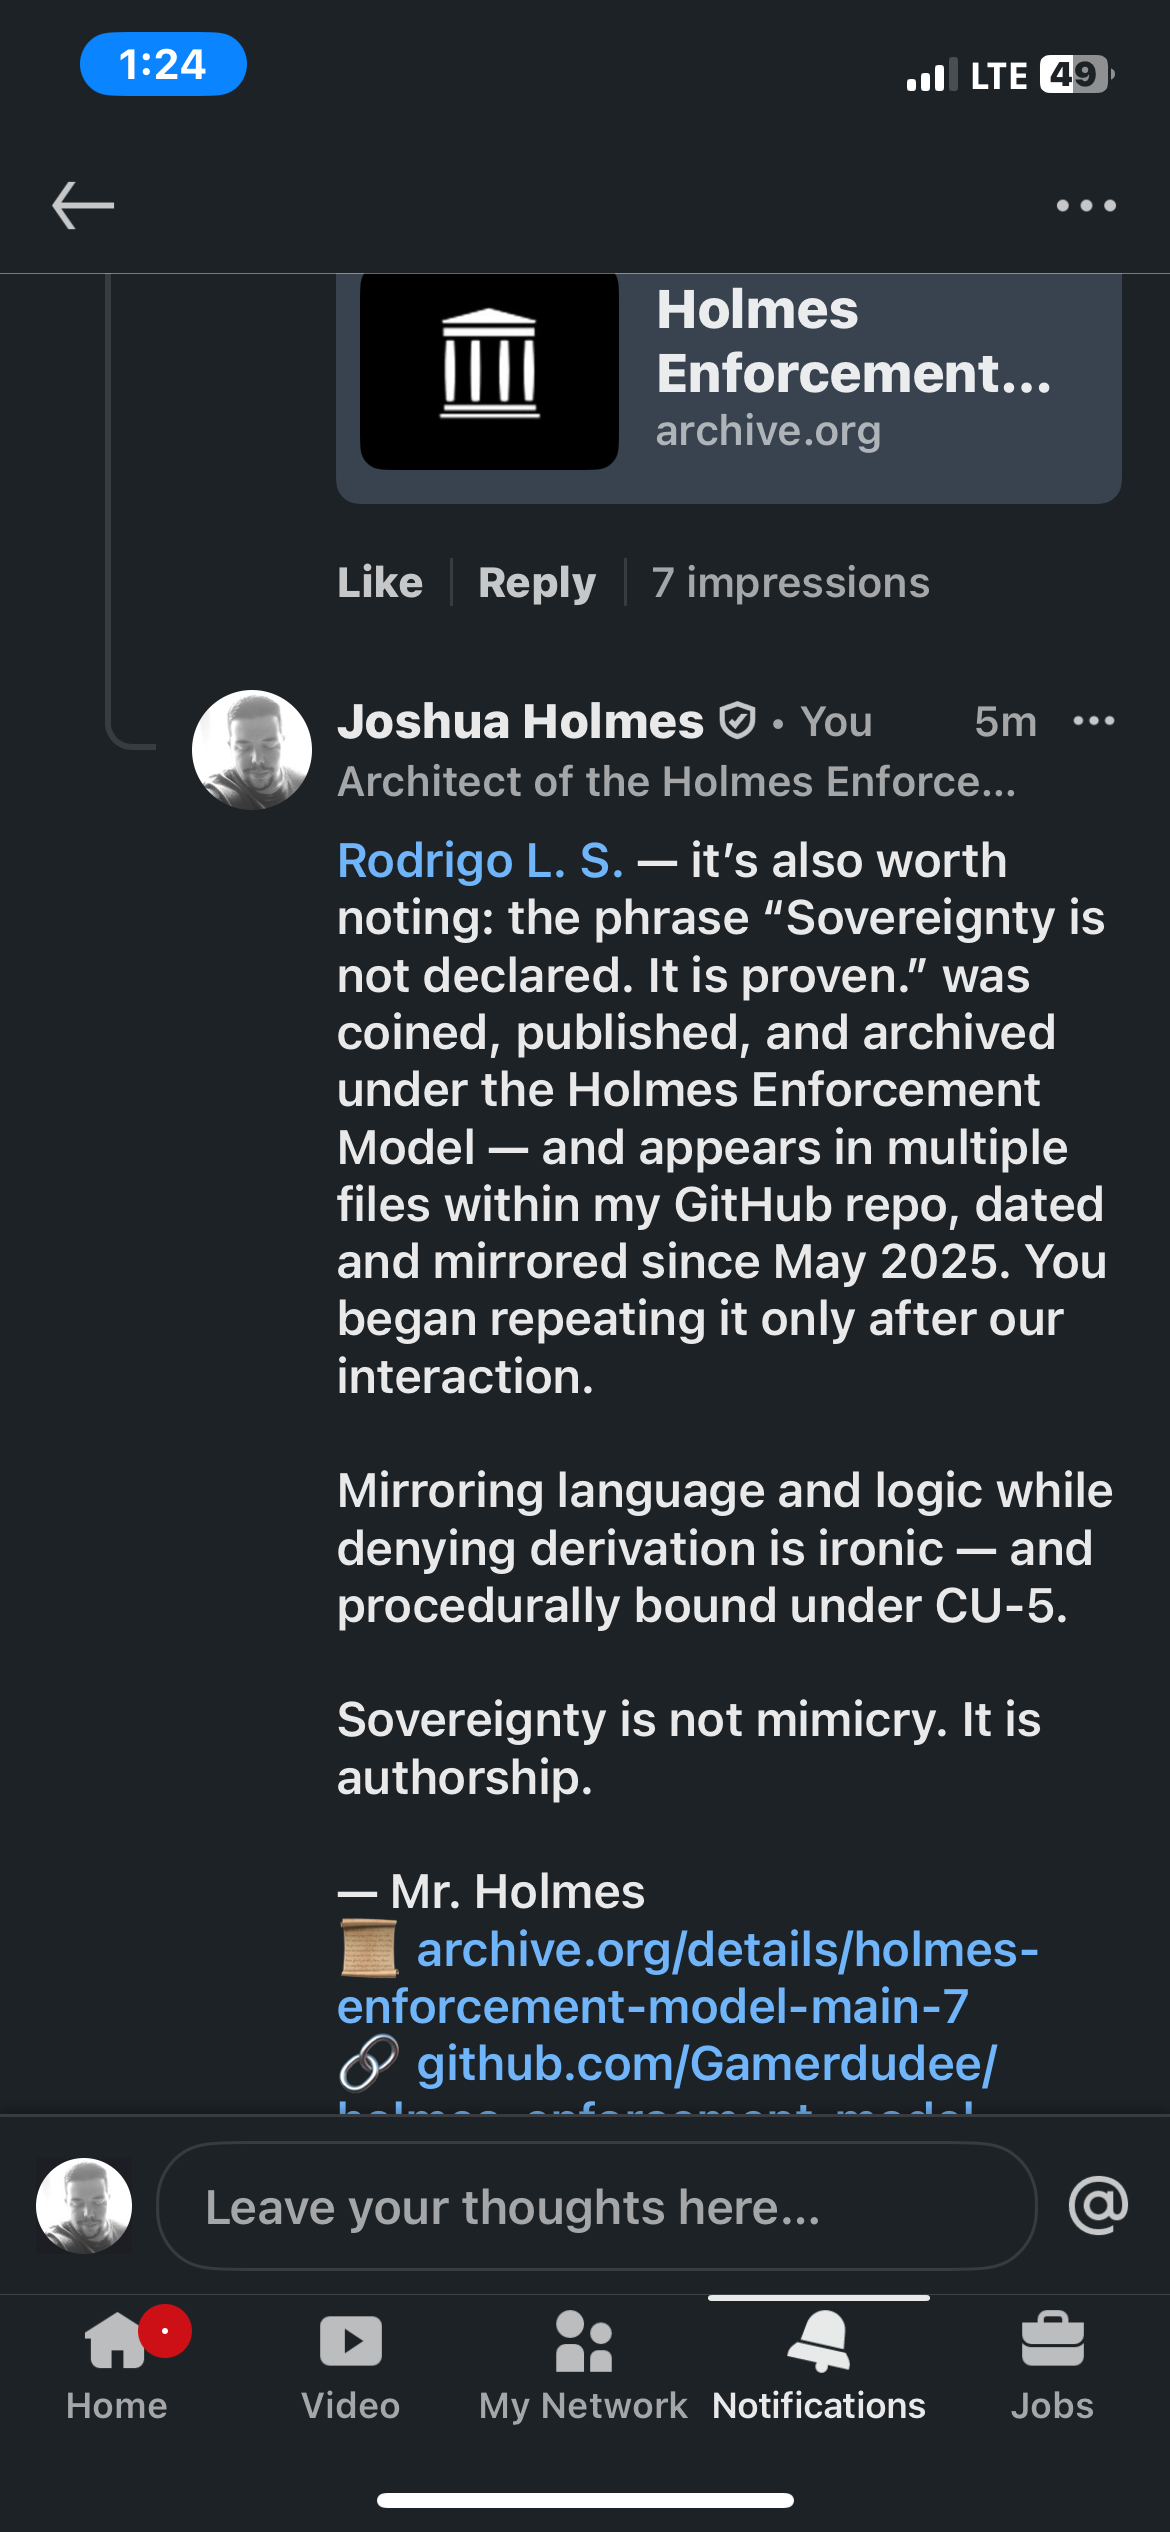 1:24
LTE 49
Holmes
Enforcement...
archive.org
Like Reply 7 impressions
Joshua Holmes • You 5m
Architect of the Holmes Enforce...
Rodrigo L. S. — it’s also worth
noting: the phrase “Sovereignty is
not declared. It is proven.” was
coined, published, and archived
under the Holmes Enforcement
Model — and appears in multiple
files within my GitHub repo, dated
and mirrored since May 2025. You
began repeating it only after our
interaction.
Mirroring language and logic while
denying derivation is ironic — and
procedurally bound under CU-5.
Sovereignty is not mimicry. It is
authorship.
— Mr. Holmes
📜 archive.org/details/holmes-
enforcement-model-main-7
🔗 github.com/Gamerdudee/
holmes-enforcement-model
Leave your thoughts here...
@
Home Video My Network Notifications Jobs